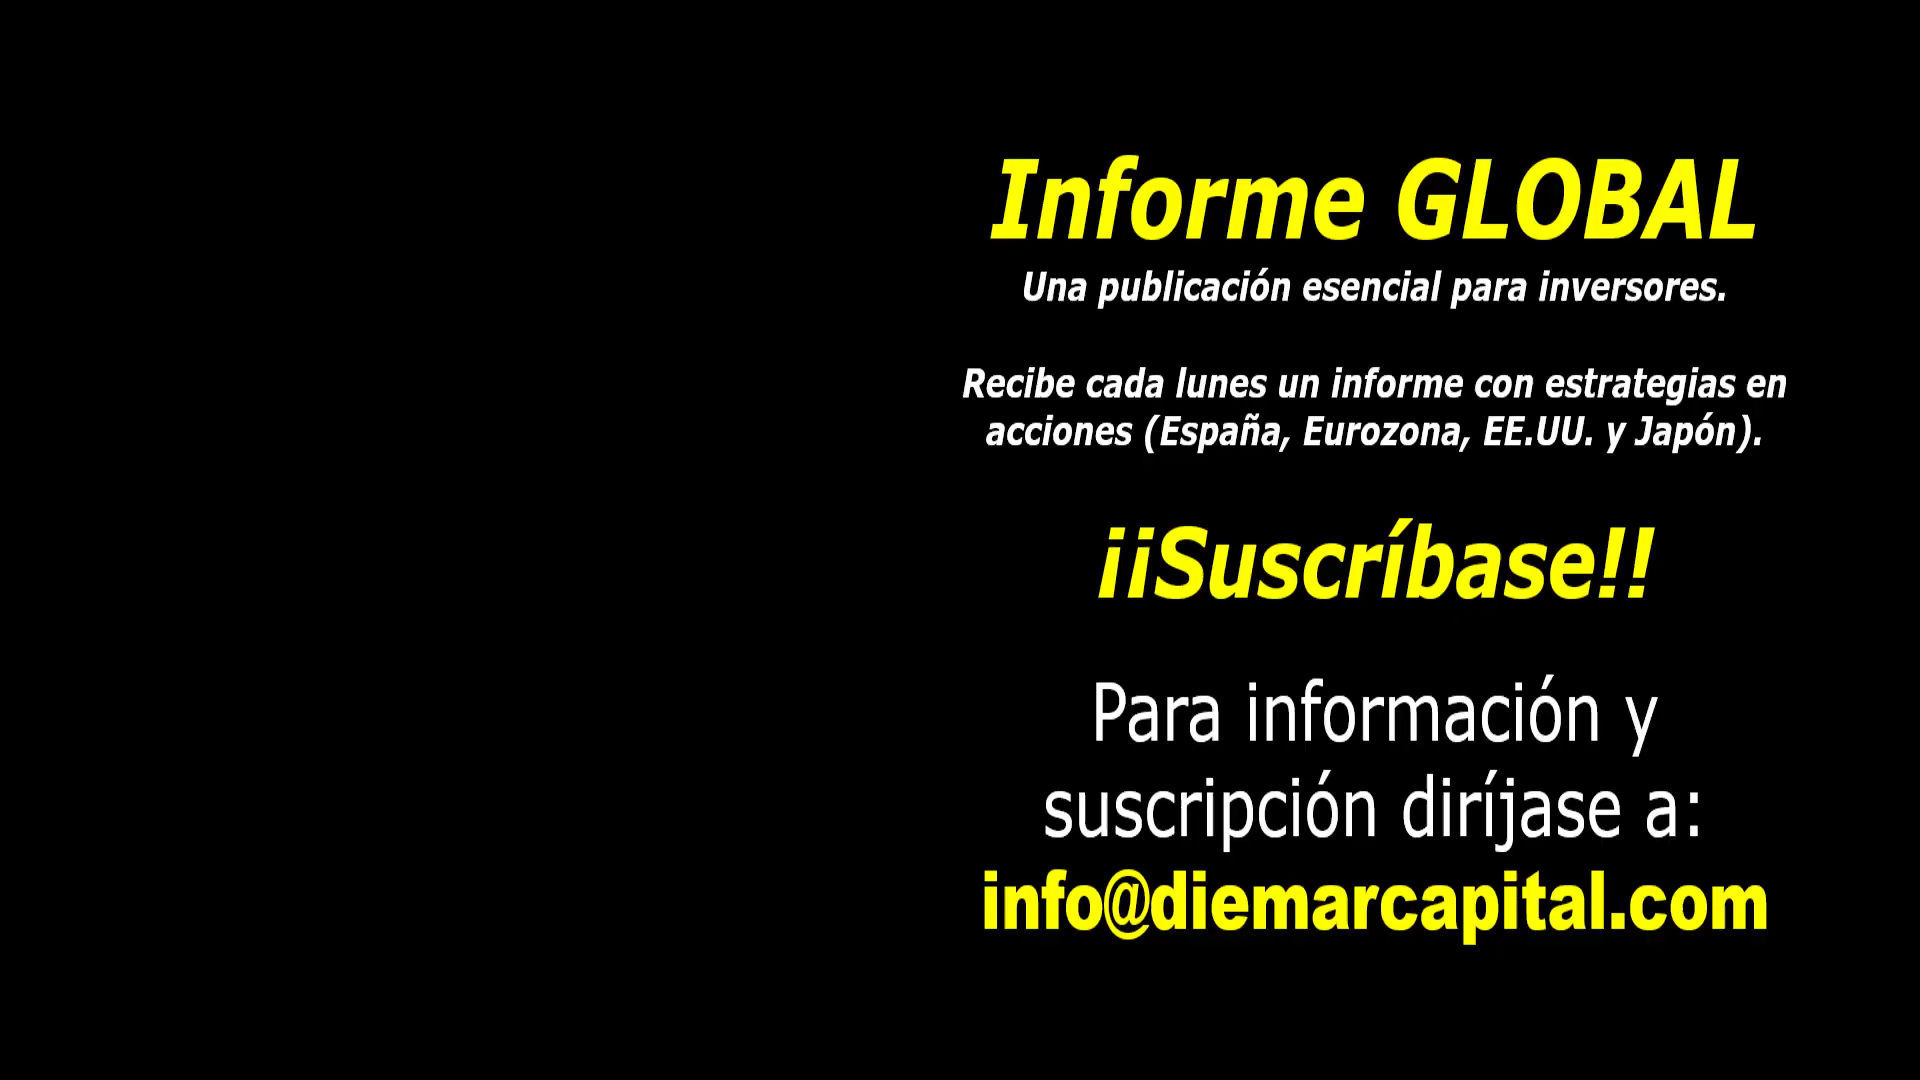 Informe GLOBAL
Una publicación esencial para inversores.
Recibe cada lunes un informe con estrategias en
acciones (España, Eurozona, EE.UU. y Japón).
¡¡Suscríbase!!
Para información y
suscripción diríjase a:
info@diemarcapital.com